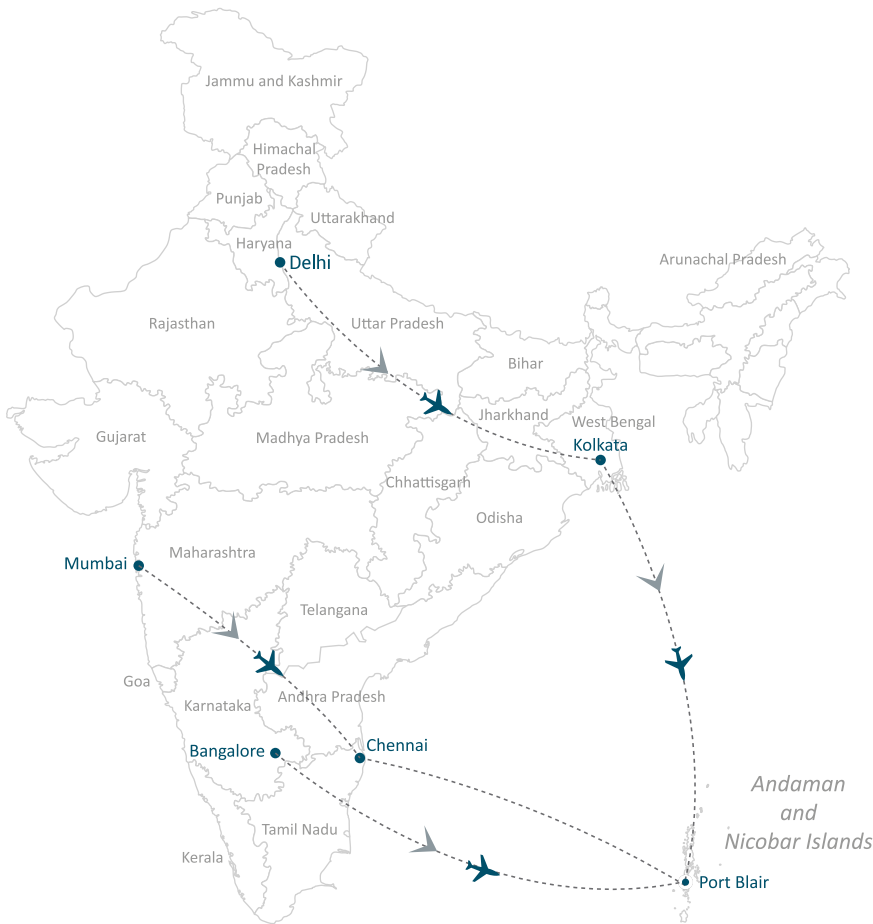 Jammu and Kashmir
Himachal
Pradesh
Punjab
Uttarakhand
Haryana
Delhi
Arunachal Pradesh
Rajasthan
Uttar Pradesh
Bihar
Jharkhand
West Bengal
Gujarat
Madhya Pradesh
Kolkata
Chhattisgarh
Odisha
Maharashtra
Mumbai
Telangana
Goa
Andhra Pradesh
Karnataka
Chennai
Bangalore
Andaman
and
Nicobar Islands
Tamil Nadu
Kerala
Port Blair